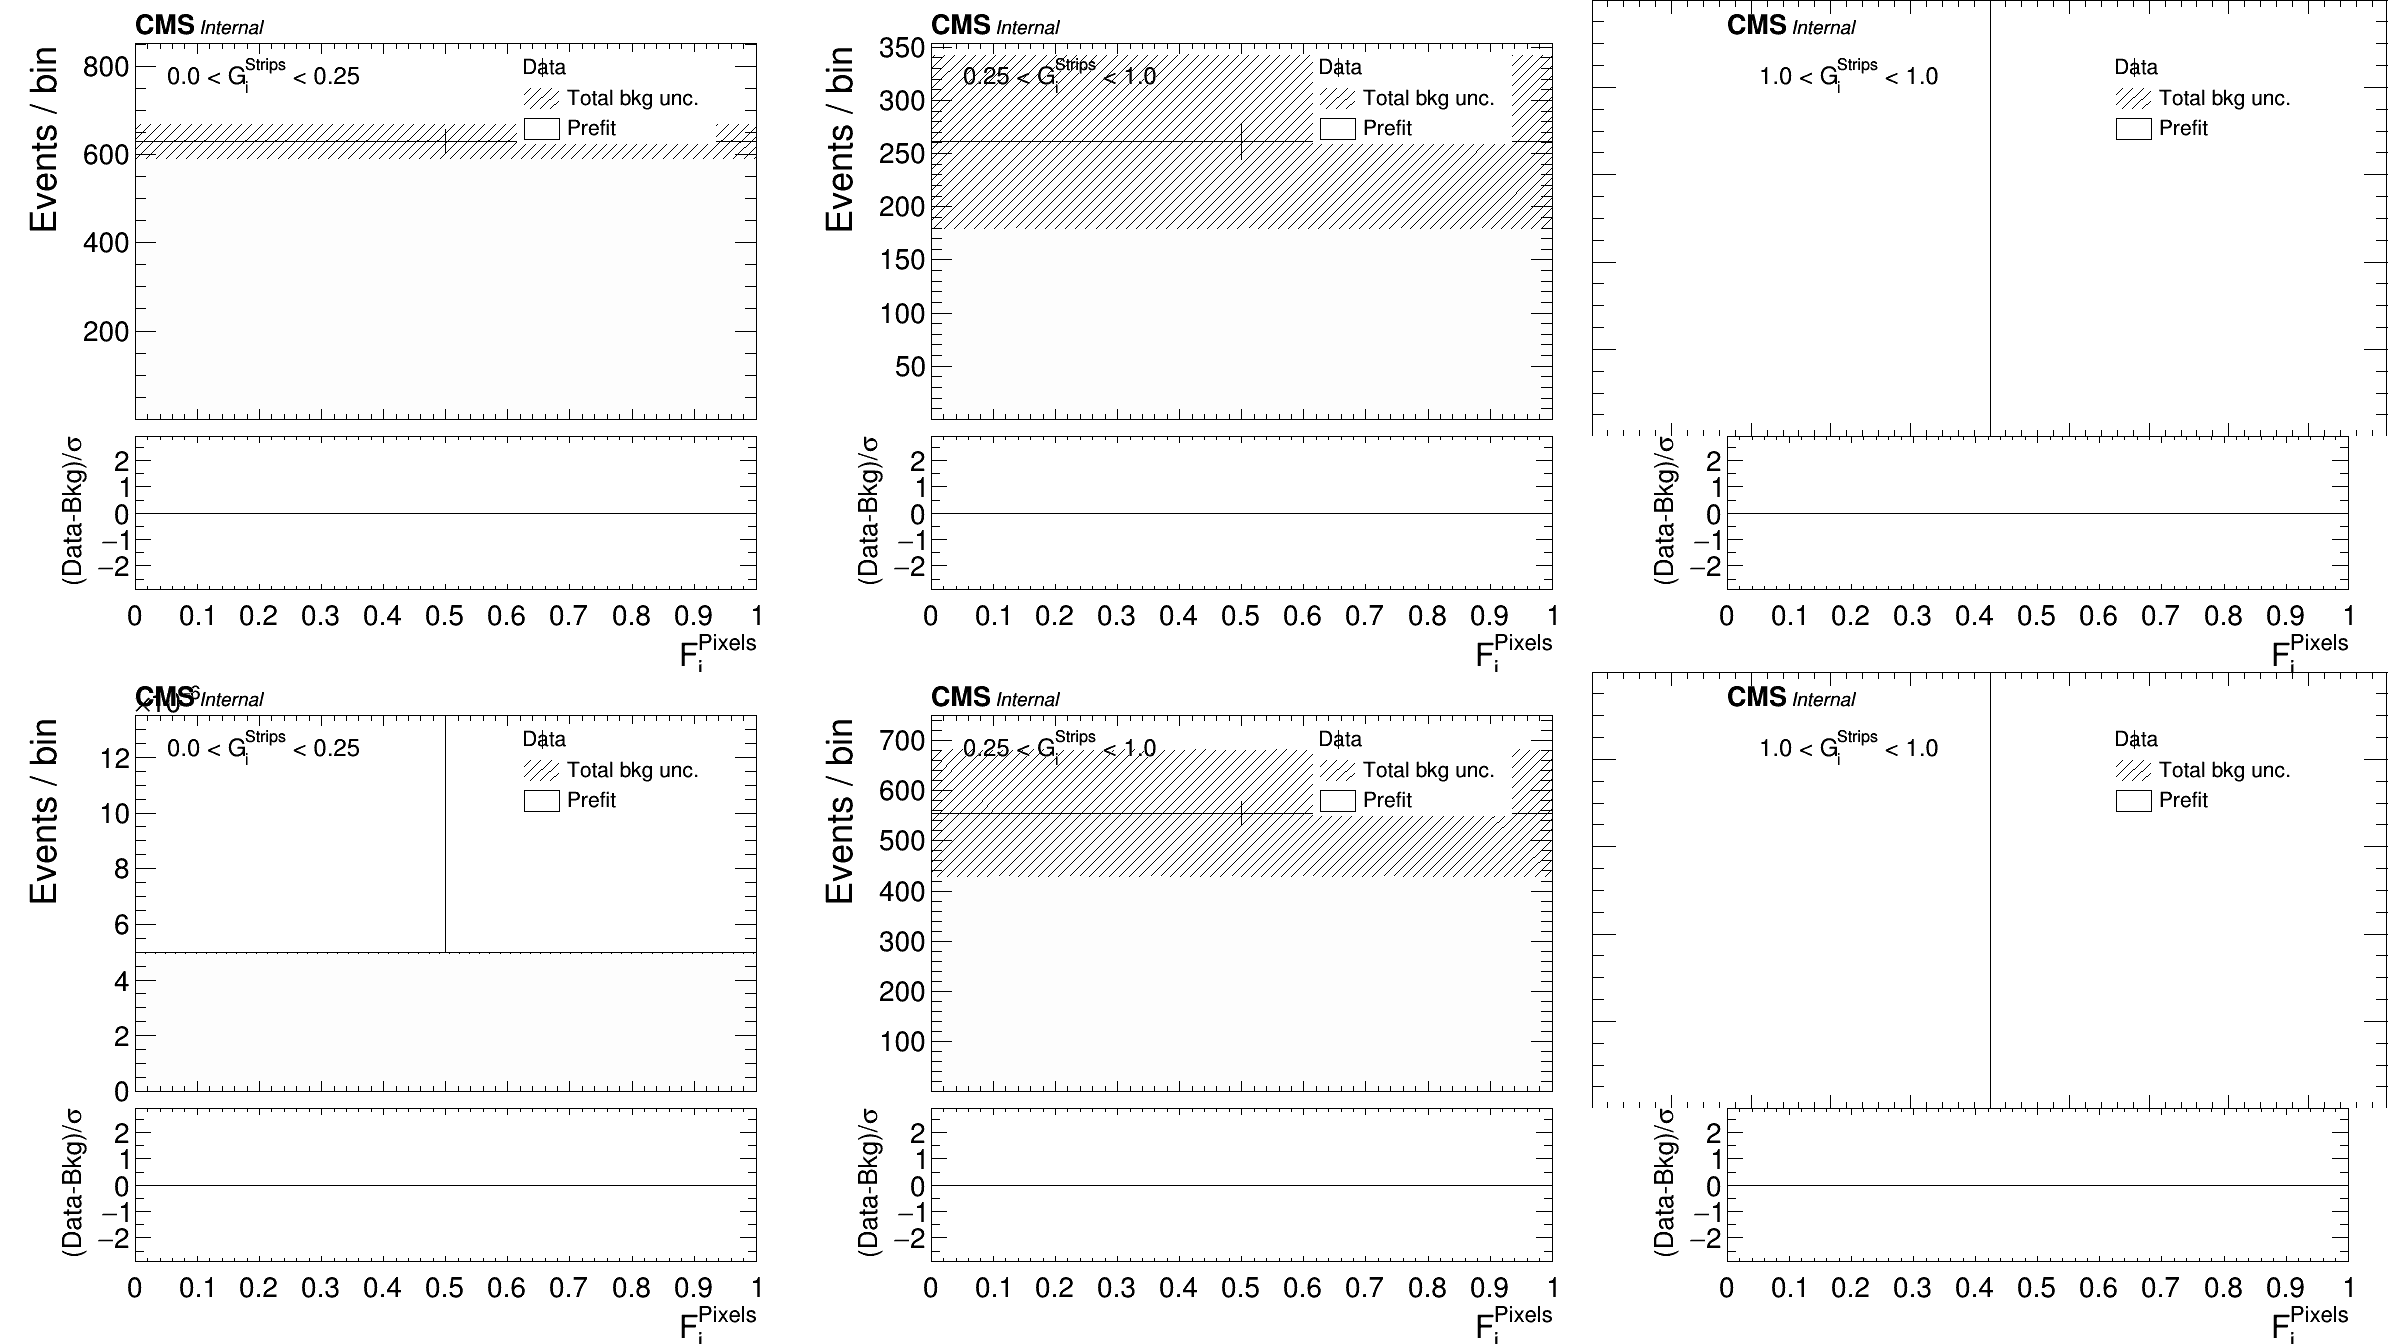 CMS Internal
Events / bin
800
600
400
200
0.0 < G_i^Strips < 0.25
Data
Total bkg unc.
Prefit
(Data-Bkg)/σ
2
1
0
−1
−2
0 0.1 0.2 0.3 0.4 0.5 0.6 0.7 0.8 0.9 1
F_i^Pixels
CMS Internal
Events / bin
350
300
250
200
150
100
50
0.25 < G_i^Strips < 1.0
Data
Total bkg unc.
Prefit
(Data-Bkg)/σ
2
1
0
−1
−2
0 0.1 0.2 0.3 0.4 0.5 0.6 0.7 0.8 0.9 1
F_i^Pixels
CMS Internal
1.0 < G_i^Strips < 1.0
Data
Total bkg unc.
Prefit
(Data-Bkg)/σ
2
1
0
−1
−2
0 0.1 0.2 0.3 0.4 0.5 0.6 0.7 0.8 0.9 1
F_i^Pixels
CMS Internal
×10^−6
Events / bin
12
10
8
6
4
2
0
0.0 < G_i^Strips < 0.25
Data
Total bkg unc.
Prefit
(Data-Bkg)/σ
2
1
0
−1
−2
0 0.1 0.2 0.3 0.4 0.5 0.6 0.7 0.8 0.9 1
F_i^Pixels
CMS Internal
Events / bin
700
600
500
400
300
200
100
0.25 < G_i^Strips < 1.0
Data
Total bkg unc.
Prefit
(Data-Bkg)/σ
2
1
0
−1
−2
0 0.1 0.2 0.3 0.4 0.5 0.6 0.7 0.8 0.9 1
F_i^Pixels
CMS Internal
1.0 < G_i^Strips < 1.0
Data
Total bkg unc.
Prefit
(Data-Bkg)/σ
2
1
0
−1
−2
0 0.1 0.2 0.3 0.4 0.5 0.6 0.7 0.8 0.9 1
F_i^Pixels